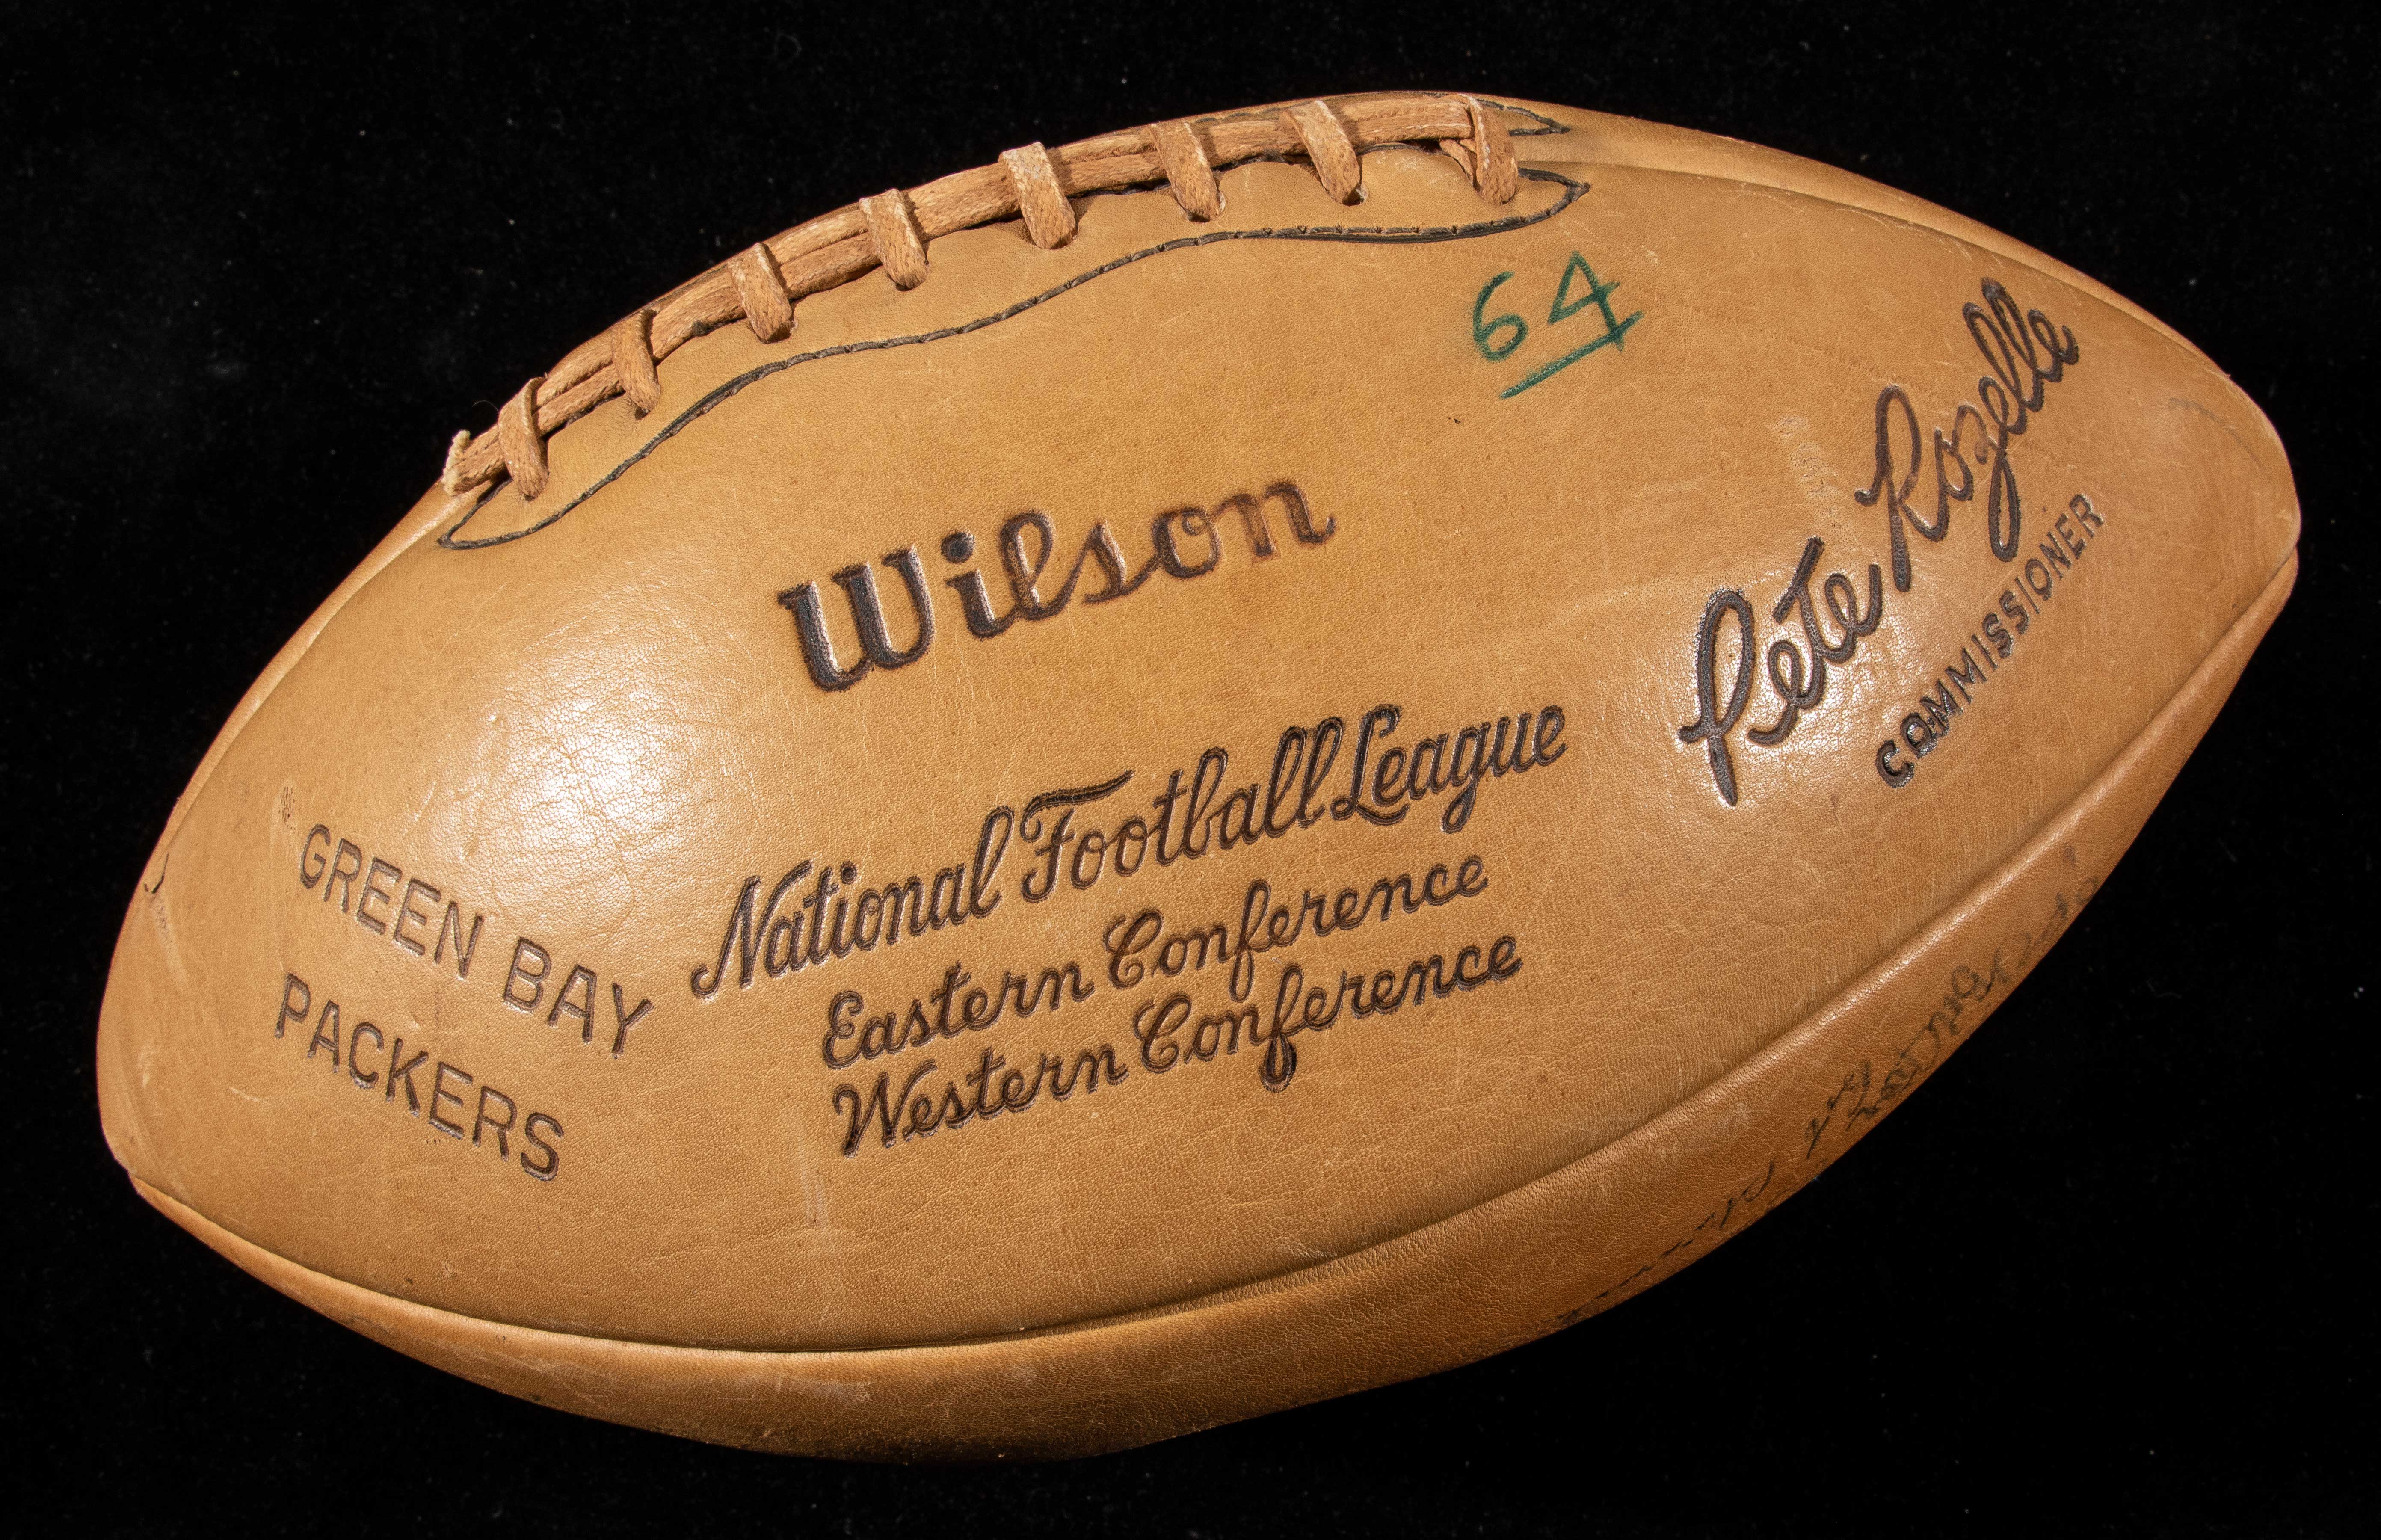 64
Wilson
Pete Rozelle
COMMISSIONER
National Football League
Eastern Conference
Western Conference
GREEN BAY
PACKERS